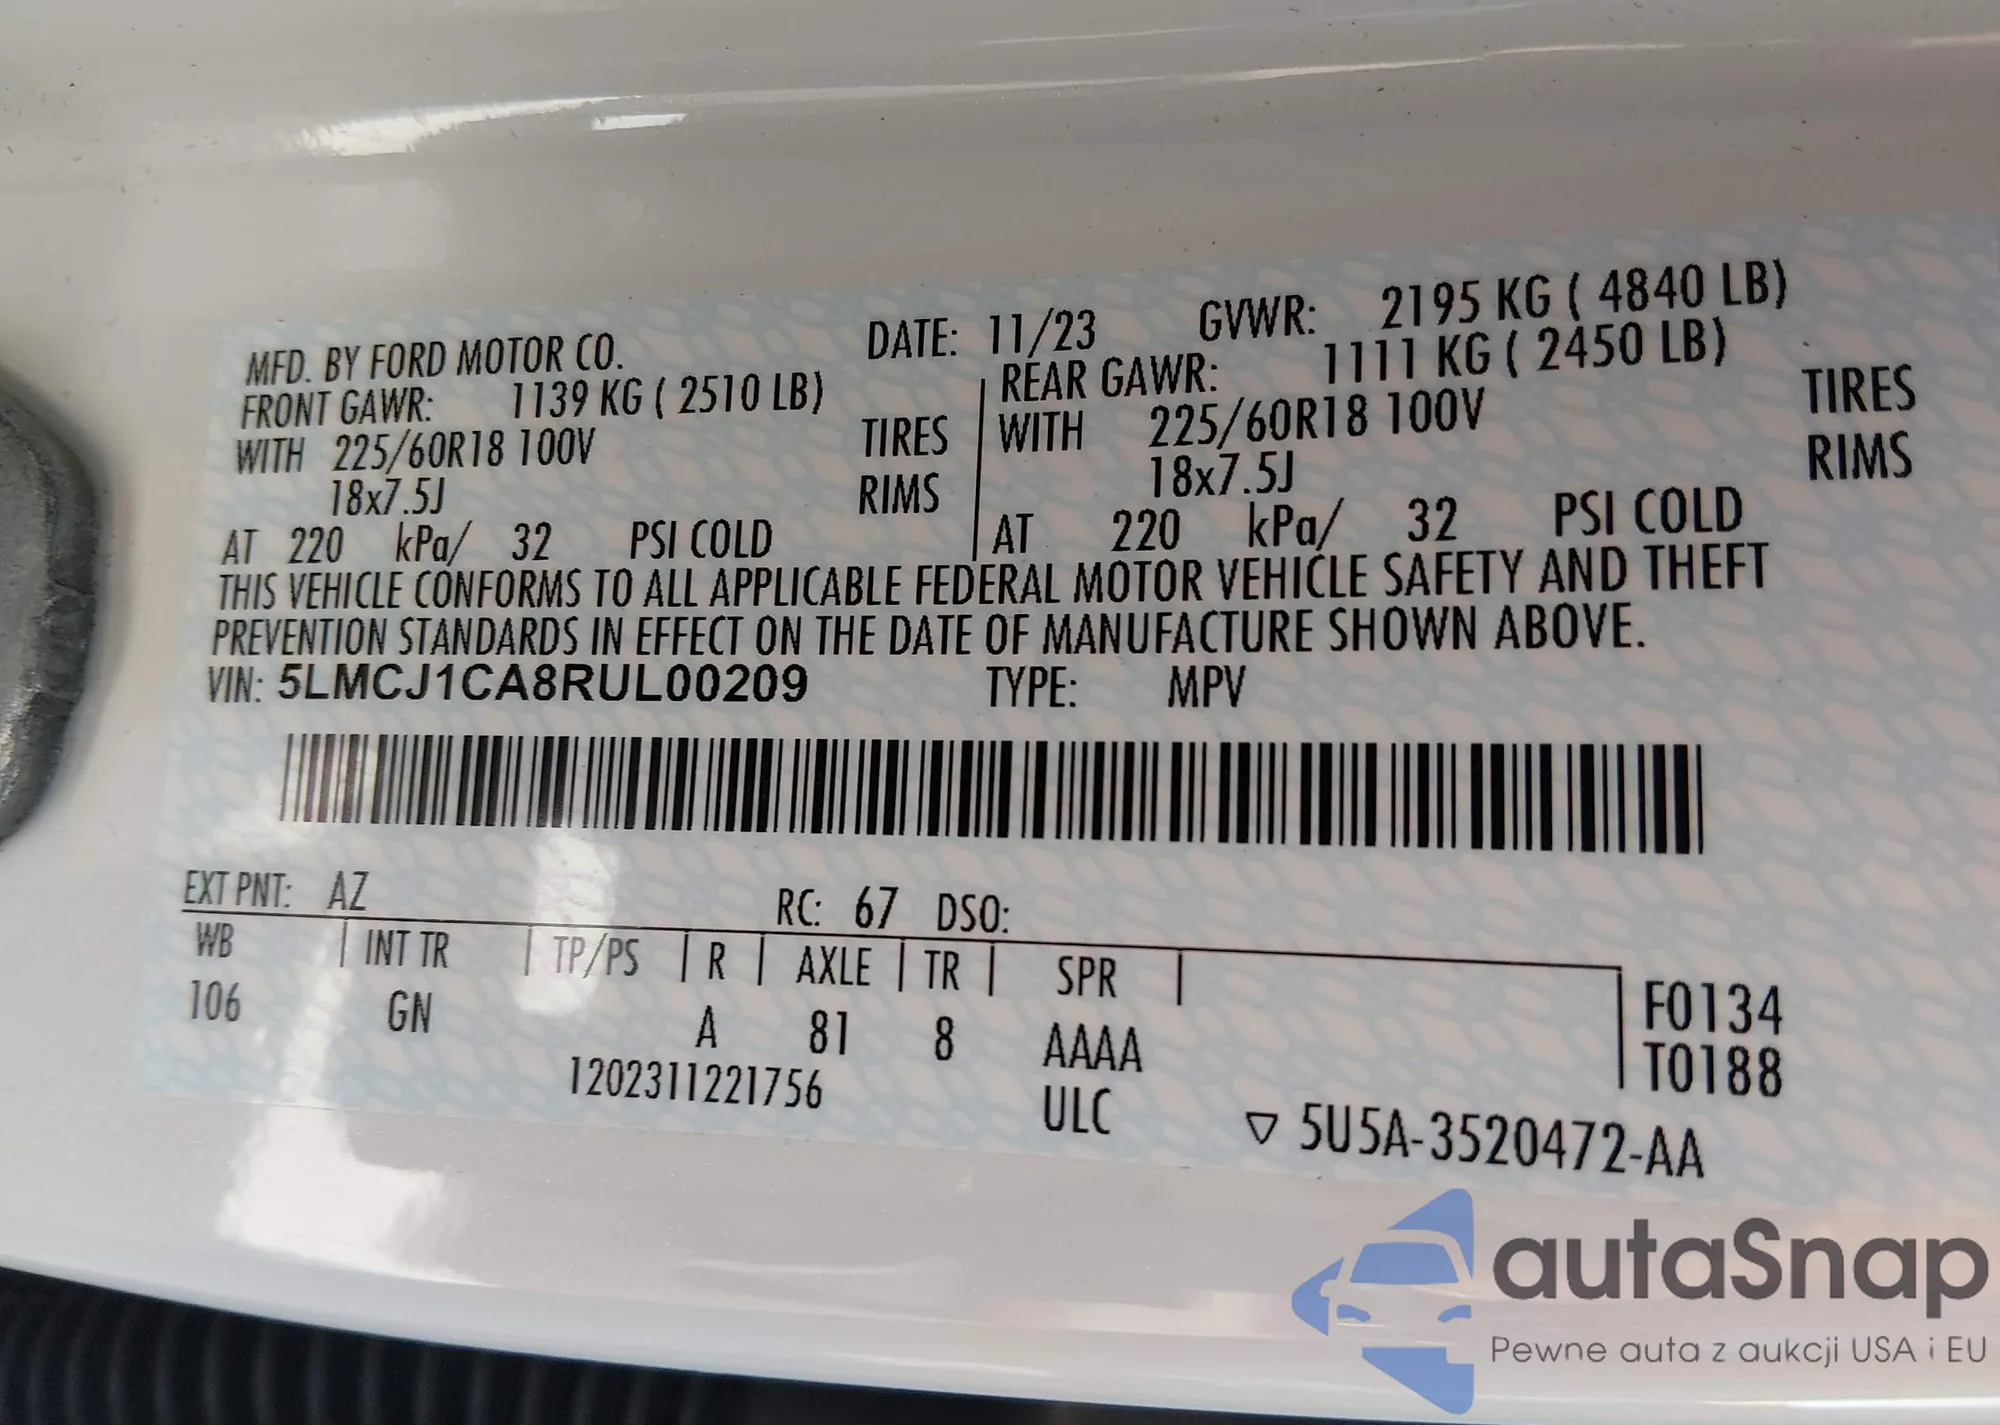 MFD. BY FORD MOTOR CO. DATE: 11/23 GVWR: 2195 KG ( 4840 LB)
FRONT GAWR: 1139 KG ( 2510 LB) REAR GAWR: 1111 KG ( 2450 LB)
WITH 225/60R18 100V TIRES WITH 225/60R18 100V TIRES
18x7.5J RIMS 18x7.5J RIMS
AT 220 kPa/ 32 PSI COLD AT 220 kPa/ 32 PSI COLD
THIS VEHICLE CONFORMS TO ALL APPLICABLE FEDERAL MOTOR VEHICLE SAFETY AND THEFT
PREVENTION STANDARDS IN EFFECT ON THE DATE OF MANUFACTURE SHOWN ABOVE.
VIN: 5LMCJ1CA8RUL00209 TYPE: MPV
EXT PNT: AZ RC: 67 DSO:
WB INT TR TP/PS R AXLE TR SPR
106 GN A 81 8 AAAA
F0134
T0188
1202311221756 ULC ▽ 5U5A-3520472-AA
autaSnap
Pewne auta z aukcji USA i EU